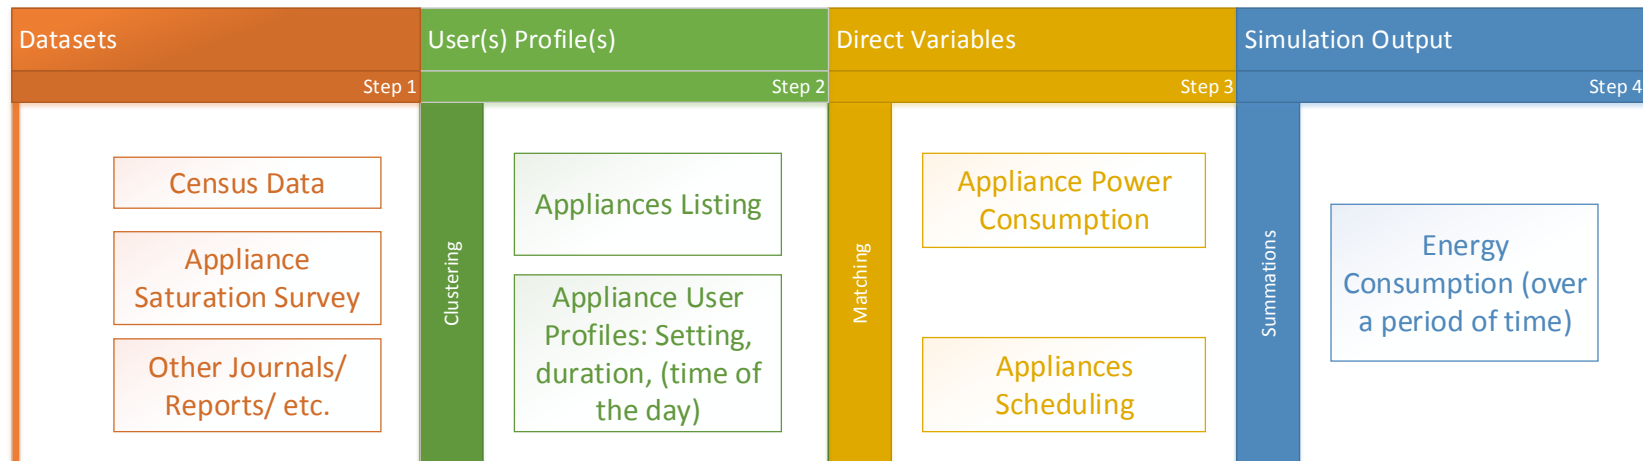 Datasets
Step 1
Census Data
Appliance
Saturation Survey
Other Journals/
Reports/ etc.
User(s) Profile(s)
Step 2
Clustering
Appliances Listing
Appliance User
Profiles: Setting,
duration, (time of
the day)
Direct Variables
Step 3
Matching
Appliance Power
Consumption
Appliances
Scheduling
Simulation Output
Step 4
Summations
Energy
Consumption (over
a period of time)